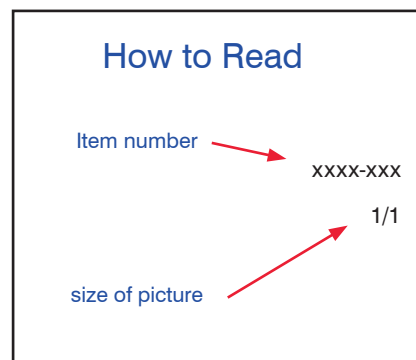 How to Read
Item number
xxxx-xxx
1/1
size of picture